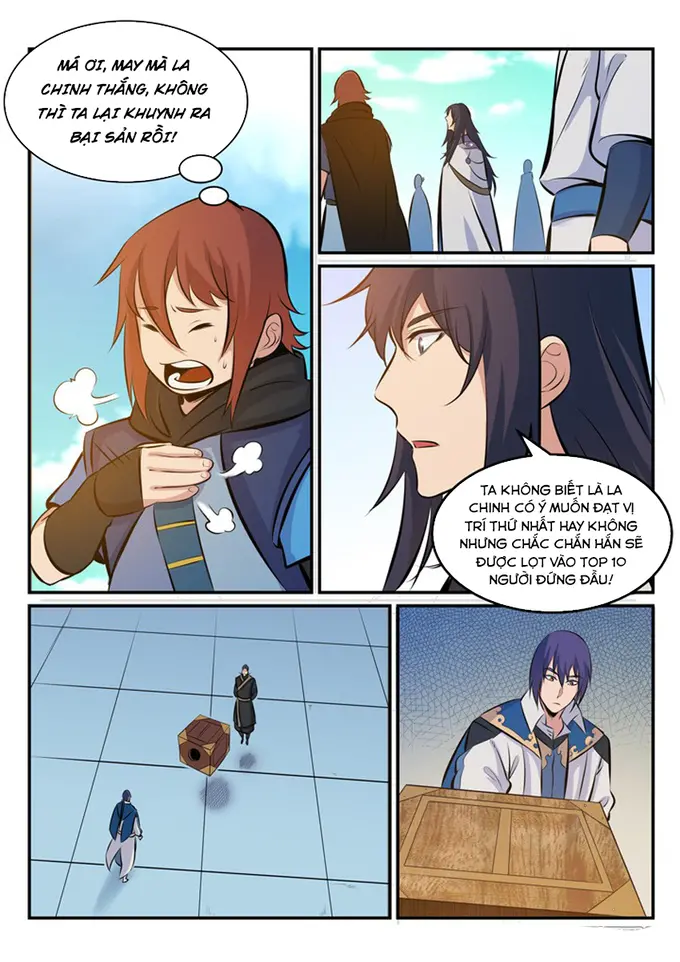 MÁ ƠI, MAY MÀ LA
CHINH THẮNG, KHÔNG
THÌ TA LẠI KHUYNH RA
BẠI SẢN RỒI!
TA KHÔNG BIẾT LÀ LA
CHINH CÓ Ý MUỐN ĐẠT VỊ
TRÍ THỨ NHẤT HAY KHÔNG
NHƯNG CHẮC CHẮN HẮN SẼ
ĐƯỢC LỌT VÀO TOP 10
NGƯỜI ĐỨNG ĐẦU!